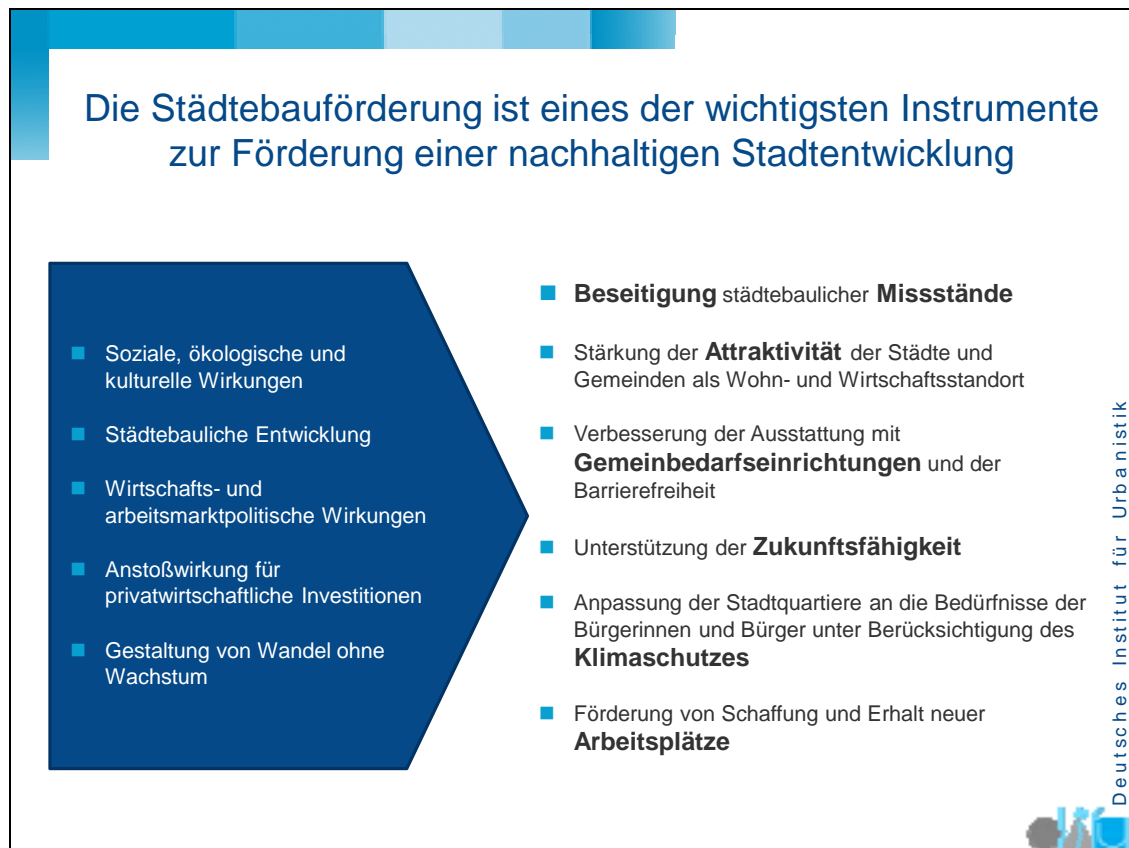 Die Städtebauförderung ist eines der wichtigsten Instrumente
zur Förderung einer nachhaltigen Stadtentwicklung
Soziale, ökologische und
kulturelle Wirkungen
Städtebauliche Entwicklung
Wirtschafts- und
arbeitsmarktpolitische Wirkungen
Anstoßwirkung für
privatwirtschaftliche Investitionen
Gestaltung von Wandel ohne
Wachstum
Beseitigung städtebaulicher Missstände
Stärkung der Attraktivität der Städte und
Gemeinden als Wohn- und Wirtschaftsstandort
Verbesserung der Ausstattung mit
Gemeinbedarfseinrichtungen und der
Barrierefreiheit
Unterstützung der Zukunftsfähigkeit
Anpassung der Stadtquartiere an die Bedürfnisse der
Bürgerinnen und Bürger unter Berücksichtigung des
Klimaschutzes
Förderung von Schaffung und Erhalt neuer
Arbeitsplätze
Deutsches Institut für Urbanistik
difu